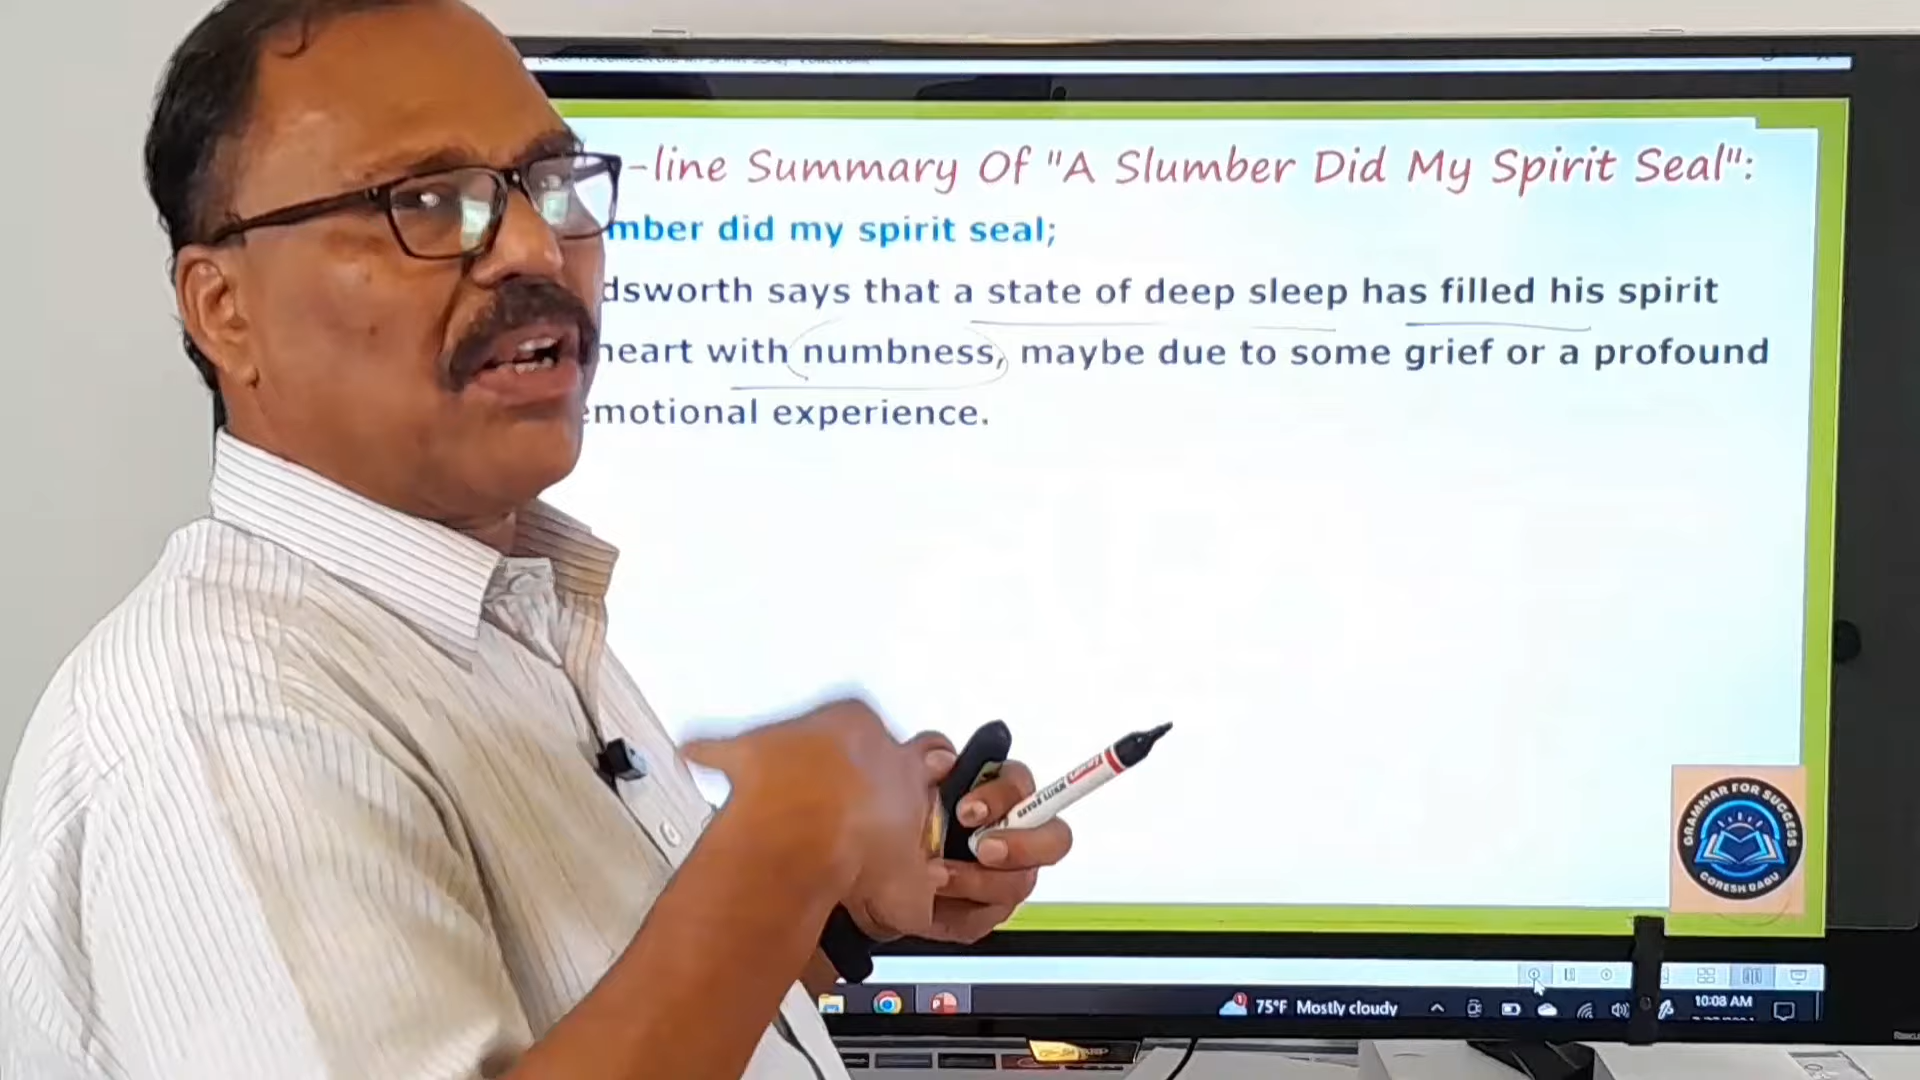 -line Summary Of "A Slumber Did My Spirit Seal":
mber did my spirit seal;
dsworth says that a state of deep sleep has filled his spirit
heart with numbness, maybe due to some grief or a profound
emotional experience.
GRAMMAR FOR SUCCESS
GORESH BABU
75°F Mostly cloudy
10:08 AM